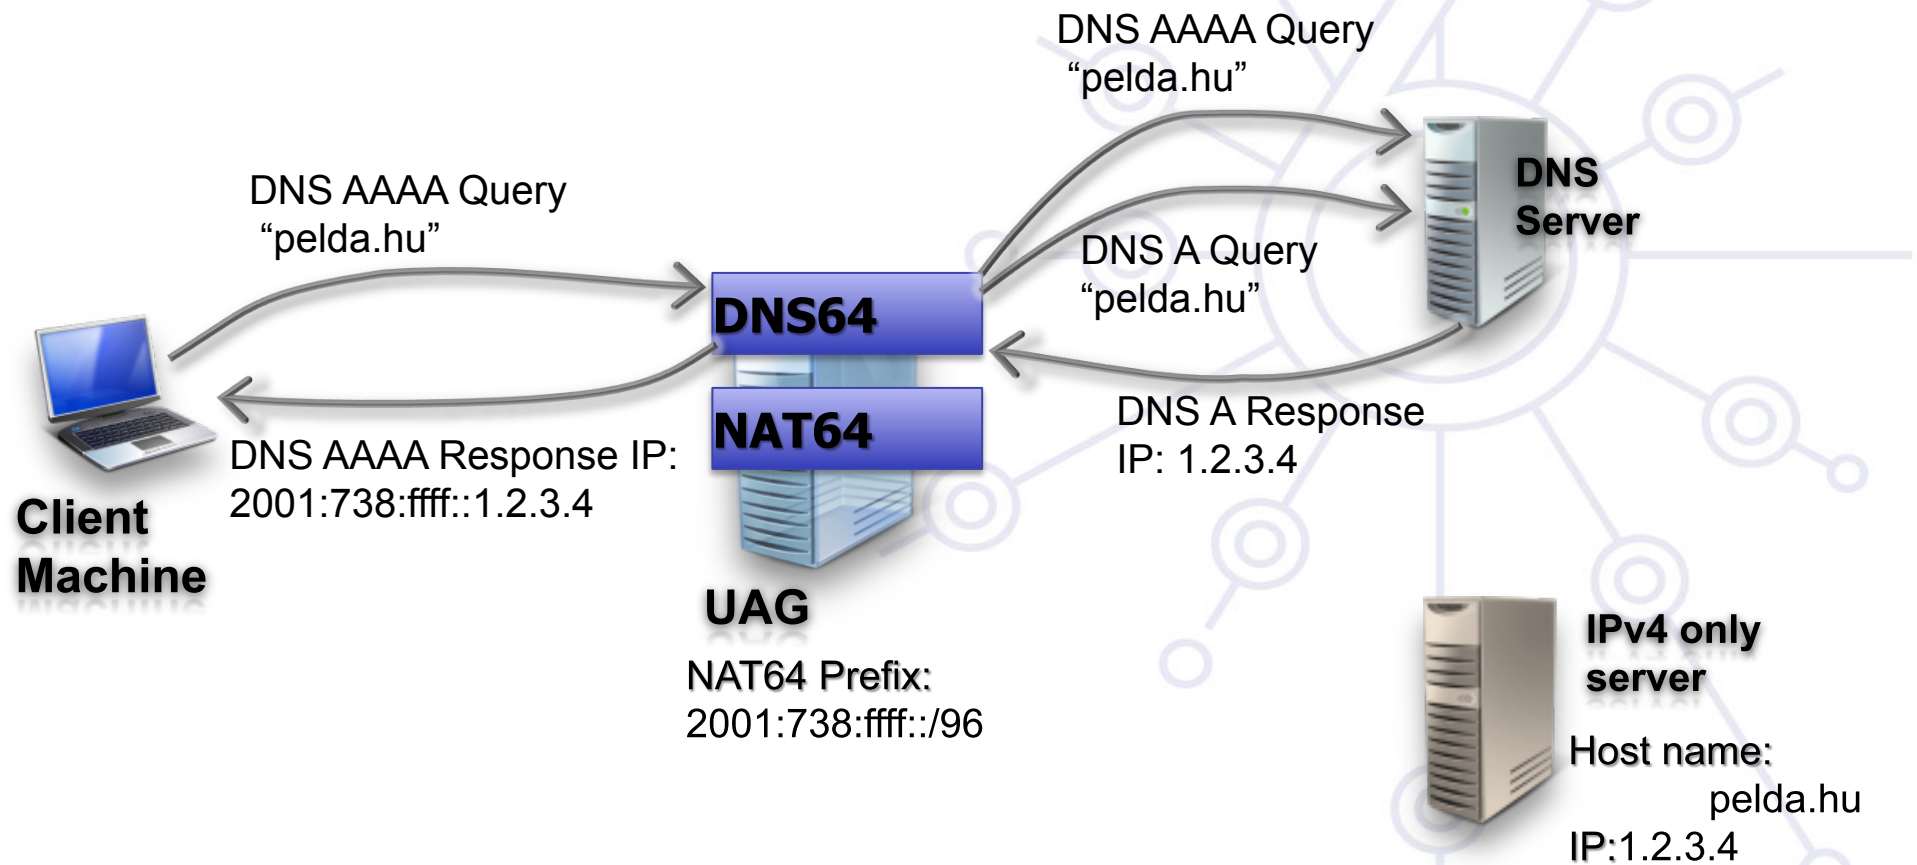 DNS AAAA Query
“pelda.hu”
DNS AAAA Query
“pelda.hu”
DNS
Server
DNS A Query
“pelda.hu”
DNS64
NAT64
DNS A Response
IP: 1.2.3.4
DNS AAAA Response IP:
2001:738:ffff::1.2.3.4
Client
Machine
UAG
NAT64 Prefix:
2001:738:ffff::/96
IPv4 only
server
Host name:
pelda.hu
IP:1.2.3.4